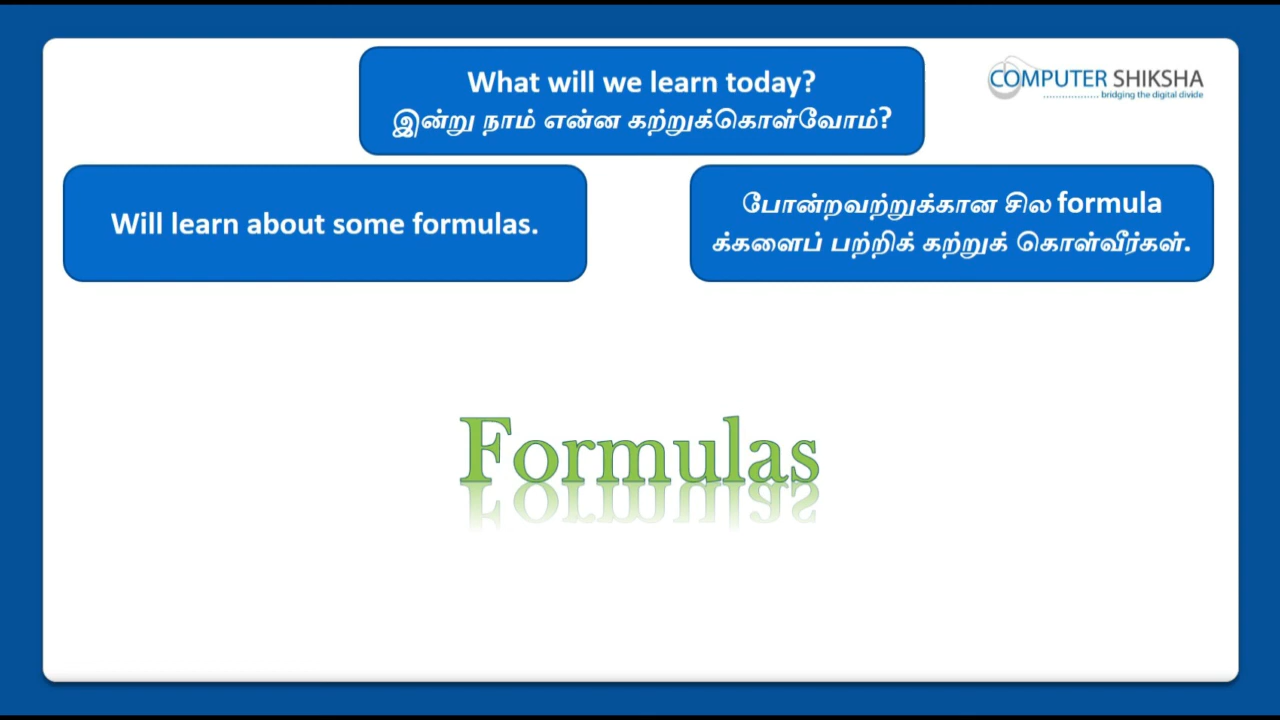 What will we learn today?
இன்று நாம் என்ன கற்றுக்கொள்வோம்?
COMPUTER SHIKSHA
bridging the digital divide
Will learn about some formulas.
போன்றவற்றுக்கான சில formula
க்களைப் பற்றிக் கற்றுக் கொள்வீர்கள்.
Formulas